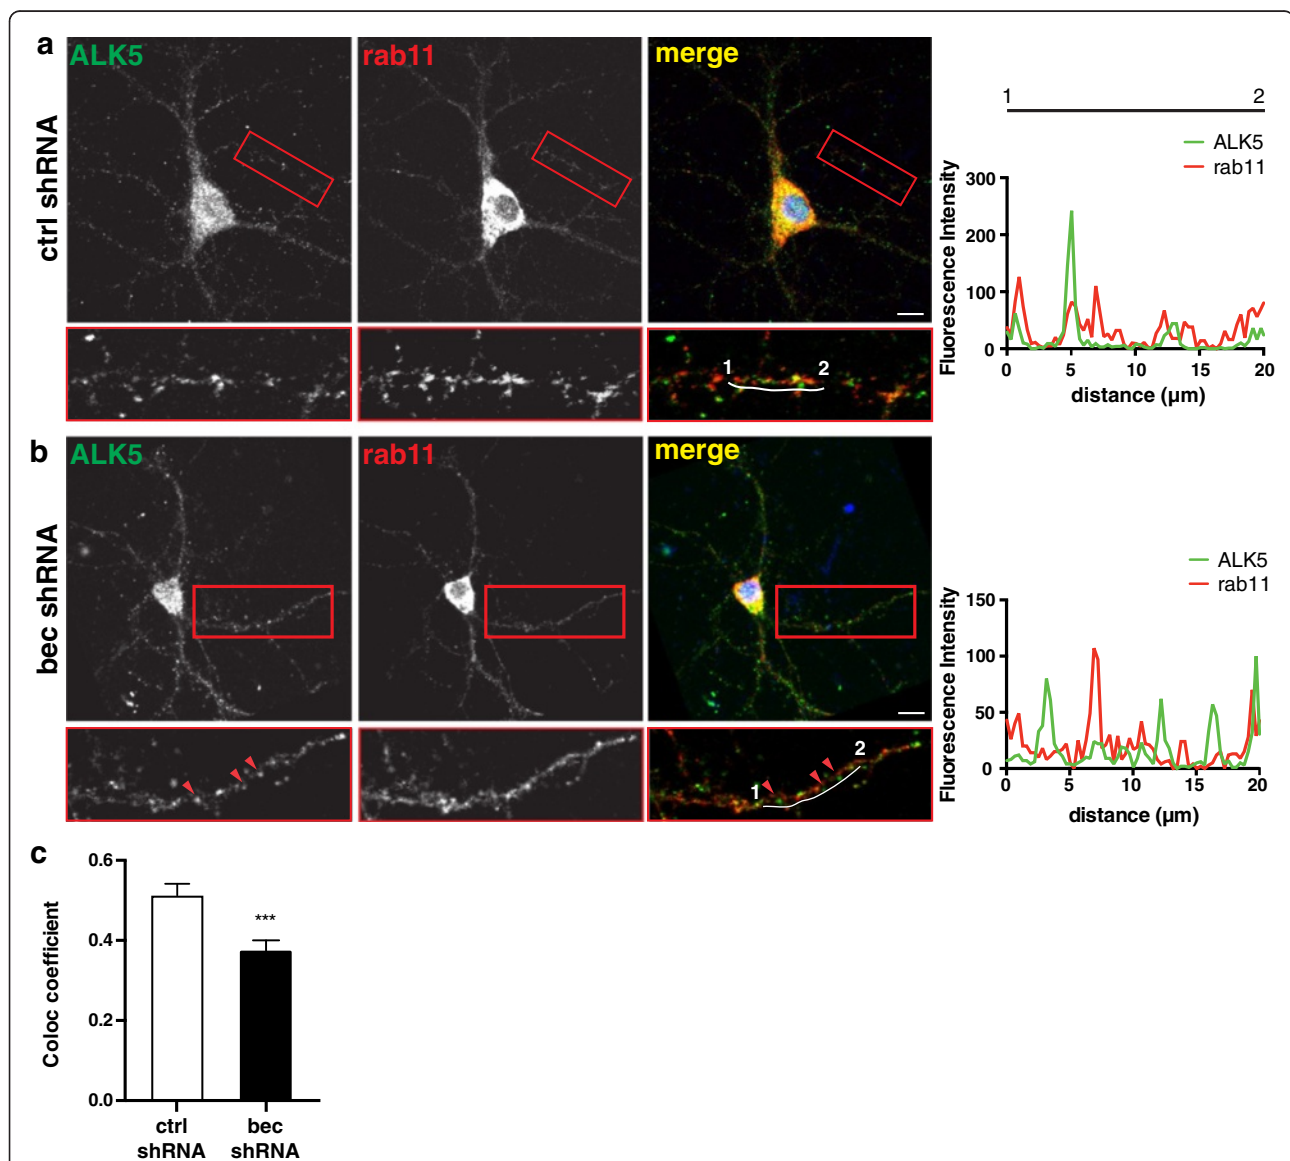 a
ALK5
rab11
merge
ctrl shRNA
1
2
1 2
ALK5
rab11
Fluorescence Intensity
300
200
100
0
0 5 10 15 20
distance (µm)
b
ALK5
rab11
merge
bec shRNA
1
2
ALK5
rab11
Fluorescence Intensity
150
100
50
0
0 5 10 15 20
distance (µm)
c
Coloc coefficient
0.6
0.4
0.2
0.0
***
ctrl
shRNA
bec
shRNA